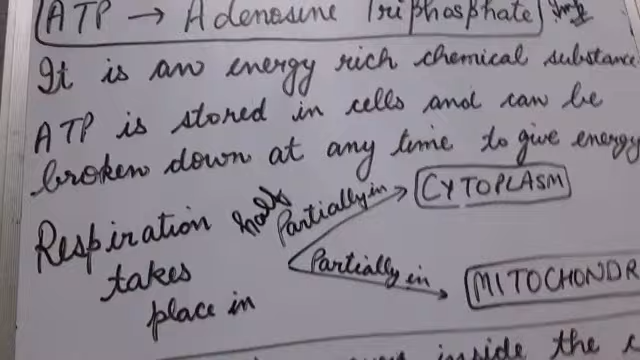 ATP → Adenosine Triphosphate
It is an energy rich chemical substance
ATP is stored in cells and can be
broken down at any time to give energy
Respiration half Partially in → CYTOPLASM
takes Partially in → MITOCHONDR
place in
inside the